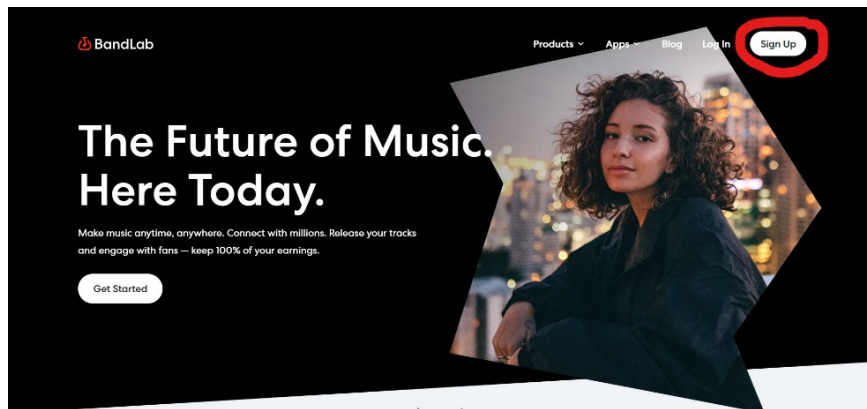 BandLab
Products Apps Blog Log In Sign Up
The Future of Music.
Here Today.
Make music anytime, anywhere. Connect with millions. Release your tracks
and engage with fans — keep 100% of your earnings.
Get Started